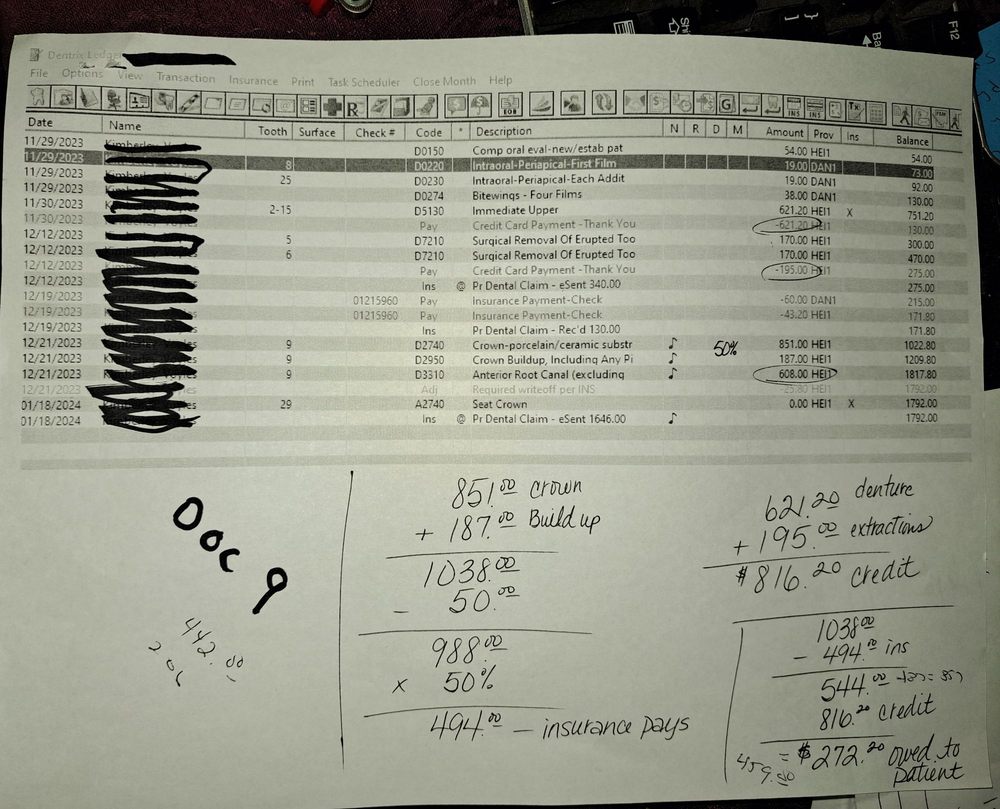 Dentrix Ledger
File Options View Transaction Insurance Print Task Scheduler Close Month Help
Date Name Tooth Surface Check # Code * Description N R D M Amount Prov Ins Balance
11/29/2023 D0150 Comp oral eval-new/estab pat 54.00 HEI1 54.00
11/29/2023 8 D0220 Intraoral-Periapical-First Film 19.00 DAN1 73.00
11/29/2023 25 D0230 Intraoral-Periapical-Each Addit 19.00 DAN1 92.00
11/29/2023 D0274 Bitewings - Four Films 38.00 DAN1 130.00
11/30/2023 2-15 D5130 Immediate Upper 621.20 HEI1 X 751.20
11/30/2023 Pay Credit Card Payment -Thank You -621.20 HEI1 130.00
12/12/2023 5 D7210 Surgical Removal Of Erupted Too 170.00 HEI1 300.00
12/12/2023 6 D7210 Surgical Removal Of Erupted Too 170.00 HEI1 470.00
12/12/2023 Pay Credit Card Payment -Thank You -195.00 HEI1 275.00
12/12/2023 Ins @ Pr Dental Claim - eSent 340.00 275.00
12/19/2023 01215960 Pay Insurance Payment-Check -60.00 DAN1 215.00
12/19/2023 01215960 Pay Insurance Payment-Check -43.20 HEI1 171.80
12/19/2023 Ins Pr Dental Claim - Rec'd 130.00 171.80
12/21/2023 9 D2740 Crown-porcelain/ceramic substr ♪ 50% 851.00 HEI1 1022.80
12/21/2023 9 D2950 Crown Buildup, Including Any Pi ♪ 187.00 HEI1 1209.80
12/21/2023 9 D3310 Anterior Root Canal (excluding ♪ 608.00 HEI1 1817.80
12/21/2023 Adj Required writeoff per INS -25.80 HEI1 1792.00
01/18/2024 29 A2740 Seat Crown 0.00 HEI1 X 1792.00
01/18/2024 Ins @ Pr Dental Claim - eSent 1646.00 ♪ 1792.00
Doc 9
442.00
851.00 crown
+ 187.00 Build up
1038.00
- 50.00
988.00
x 50%
494.00 - insurance pays
621.20 denture
+ 195.00 extractions
$816.20 credit
1038.00
- 494.00 ins
544.00
816.20 credit
= $272.20 owed to
patient
459.00